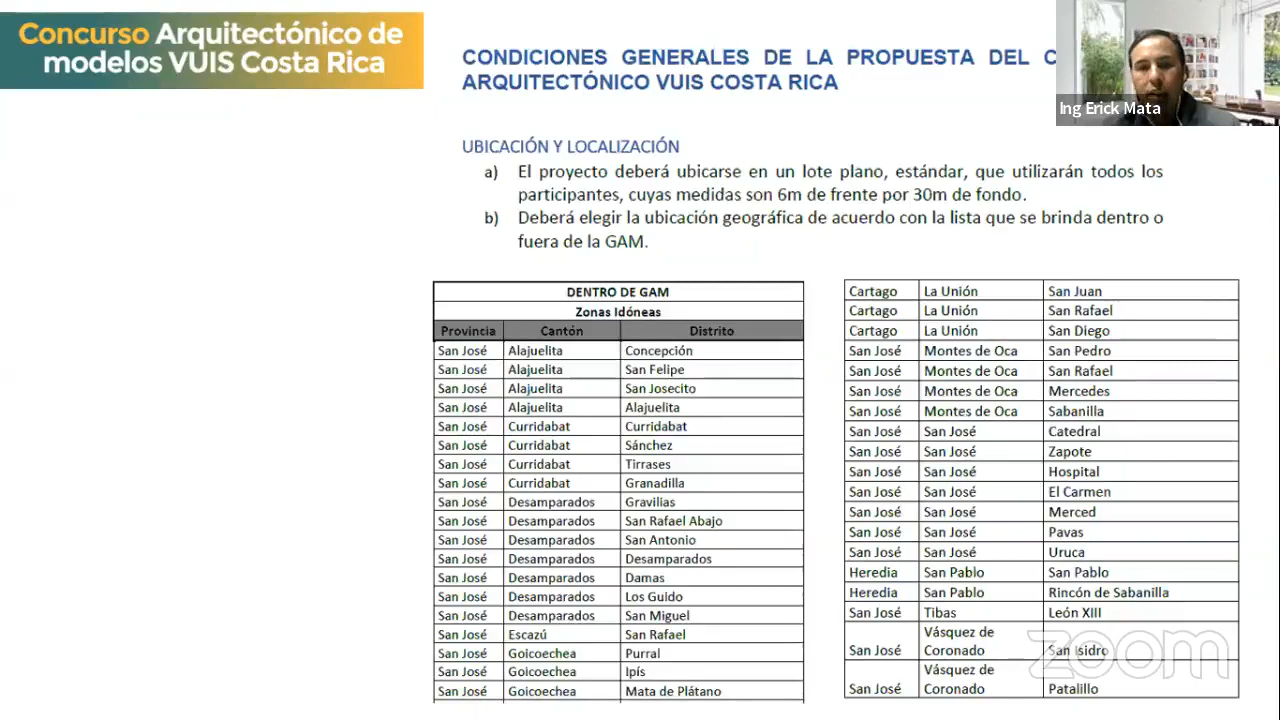 Concurso Arquitectónico de
modelos VUIS Costa Rica
CONDICIONES GENERALES DE LA PROPUESTA DEL C
ARQUITECTÓNICO VUIS COSTA RICA
Ing Erick Mata
UBICACIÓN Y LOCALIZACIÓN
a) El proyecto deberá ubicarse en un lote plano, estándar, que utilizarán todos los
participantes, cuyas medidas son 6m de frente por 30m de fondo.
b) Deberá elegir la ubicación geográfica de acuerdo con la lista que se brinda dentro o
fuera de la GAM.
DENTRO DE GAM
Zonas Idóneas
Provincia Cantón Distrito
San José Alajuelita Concepción
San José Alajuelita San Felipe
San José Alajuelita San Josecito
San José Alajuelita Alajuelita
San José Curridabat Curridabat
San José Curridabat Sánchez
San José Curridabat Tirrases
San José Curridabat Granadilla
San José Desamparados Gravilias
San José Desamparados San Rafael Abajo
San José Desamparados San Antonio
San José Desamparados Desamparados
San José Desamparados Damas
San José Desamparados Los Guido
San José Desamparados San Miguel
San José Escazú San Rafael
San José Goicoechea Purral
San José Goicoechea Ipís
San José Goicoechea Mata de Plátano
Cartago La Unión San Juan
Cartago La Unión San Rafael
Cartago La Unión San Diego
San José Montes de Oca San Pedro
San José Montes de Oca San Rafael
San José Montes de Oca Mercedes
San José Montes de Oca Sabanilla
San José San José Catedral
San José San José Zapote
San José San José Hospital
San José San José El Carmen
San José San José Merced
San José San José Pavas
San José San José Uruca
Heredia San Pablo San Pablo
Heredia San Pablo Rincón de Sabanilla
San José Tibas León XIII
Vásquez de
San José Coronado San Isidro
Vásquez de
San José Coronado Patalillo
zoom